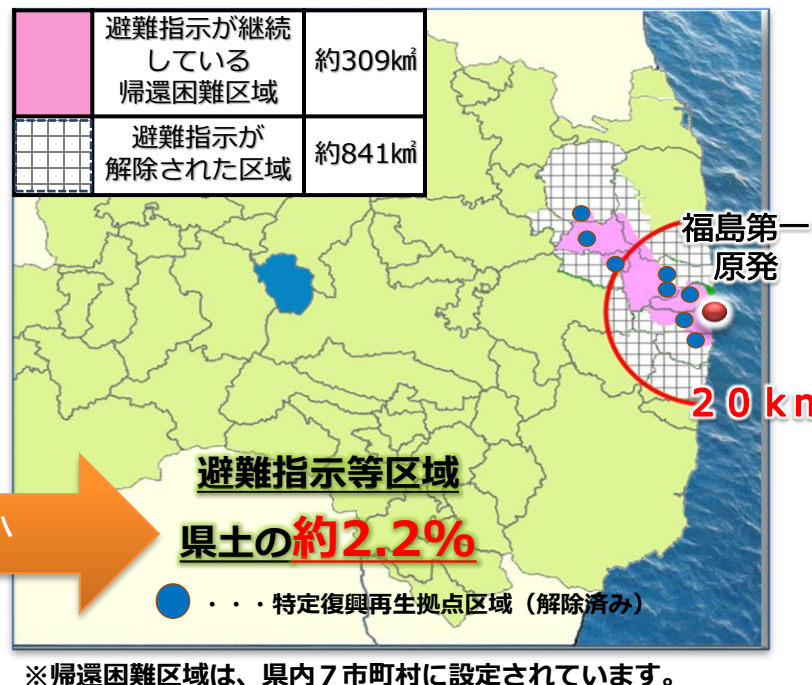 避難指示が継続
している
帰還困難区域
約309㎢
避難指示が
解除された区域
約841㎢
福島第一
原発
２０ｋｍ
避難指示等区域
県土の約2.2%
・・・特定復興再生拠点区域（解除済み）
※帰還困難区域は、県内７市町村に設定されています。